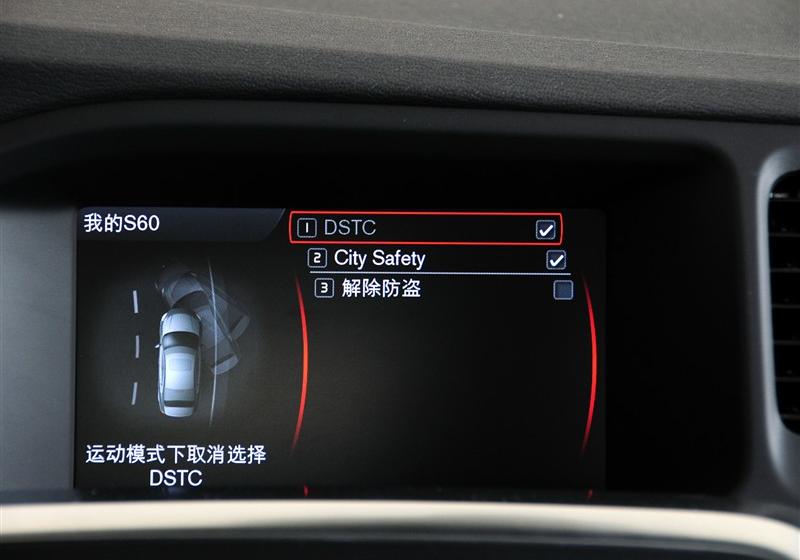 我的S60
1 DSTC
2 City Safety
3 解除防盗
运动模式下取消选择
DSTC